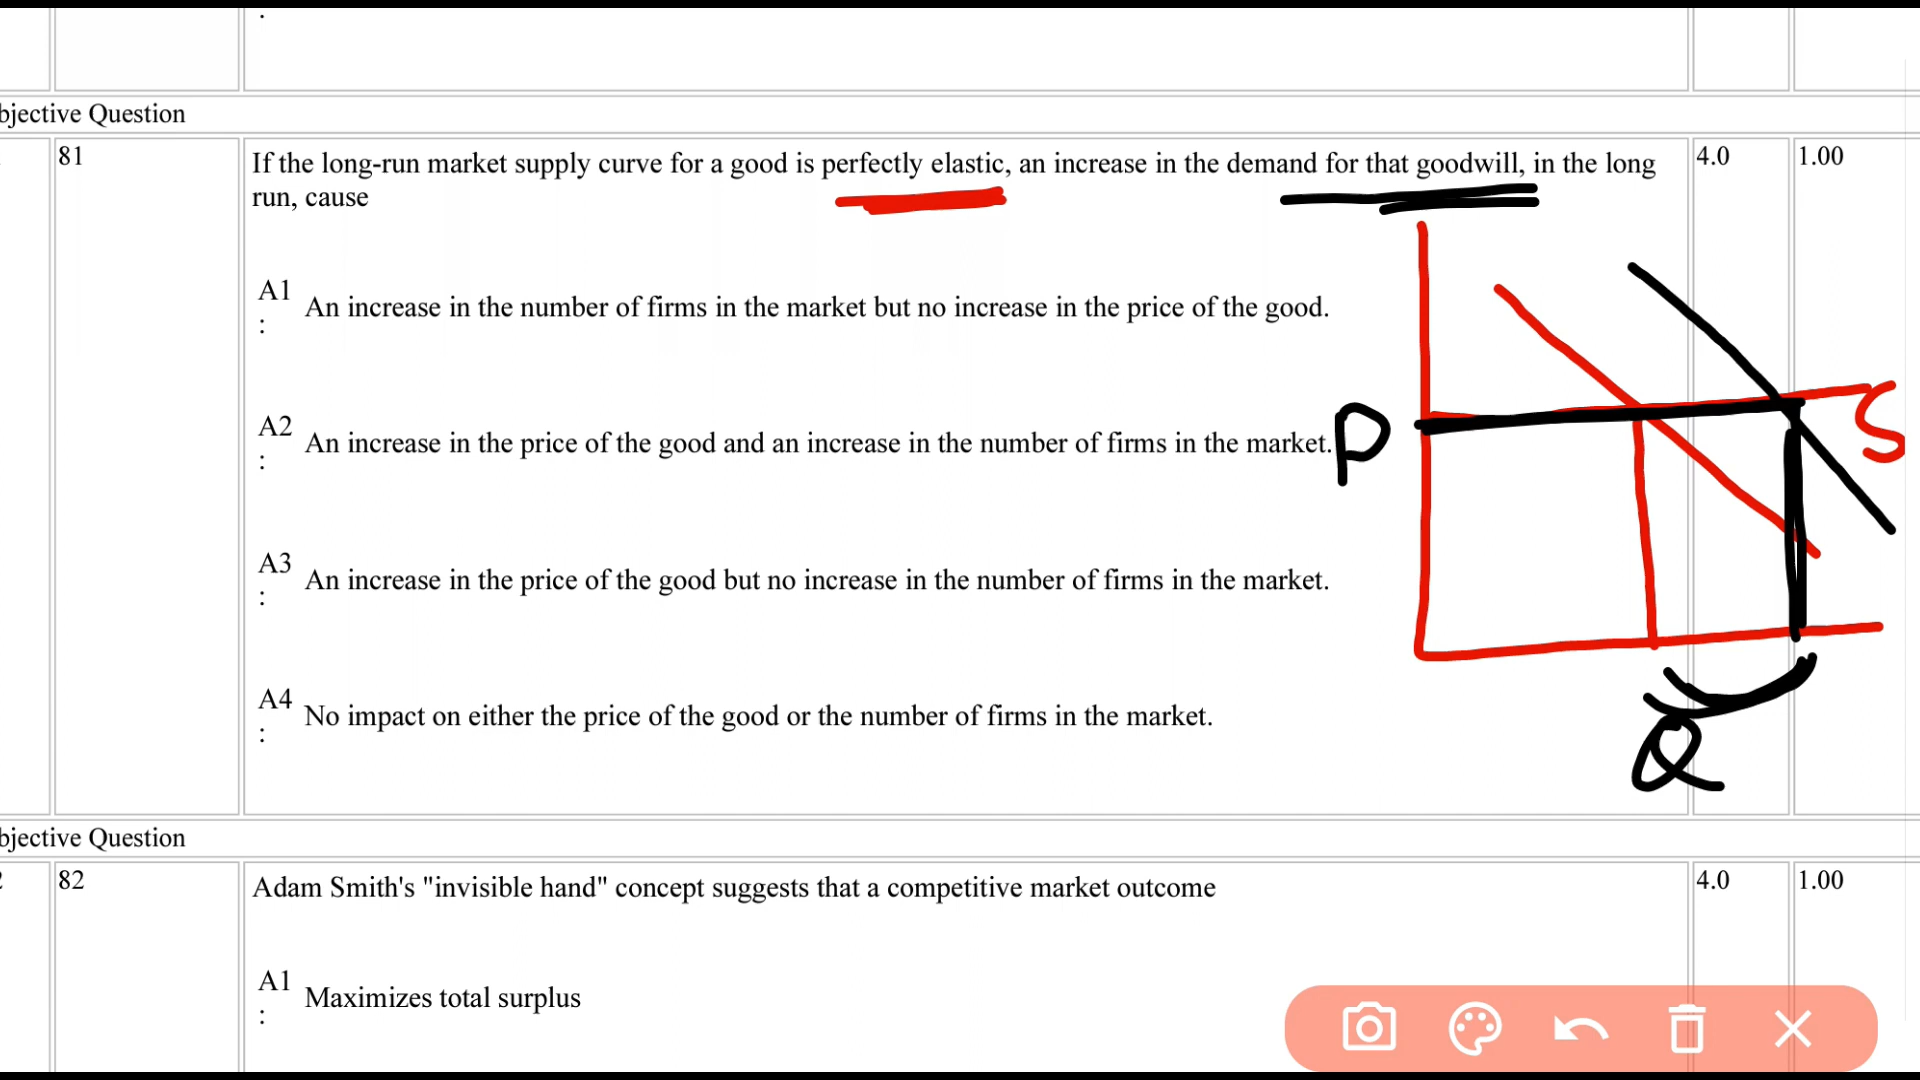 bjective Question
81
If the long-run market supply curve for a good is perfectly elastic, an increase in the demand for that goodwill, in the long
run, cause
4.0
1.00
A1
:
An increase in the number of firms in the market but no increase in the price of the good.
A2
:
An increase in the price of the good and an increase in the number of firms in the market.
A3
:
An increase in the price of the good but no increase in the number of firms in the market.
A4
:
No impact on either the price of the good or the number of firms in the market.
P
S
Q
bjective Question
2
82
Adam Smith's "invisible hand" concept suggests that a competitive market outcome
4.0
1.00
A1
:
Maximizes total surplus